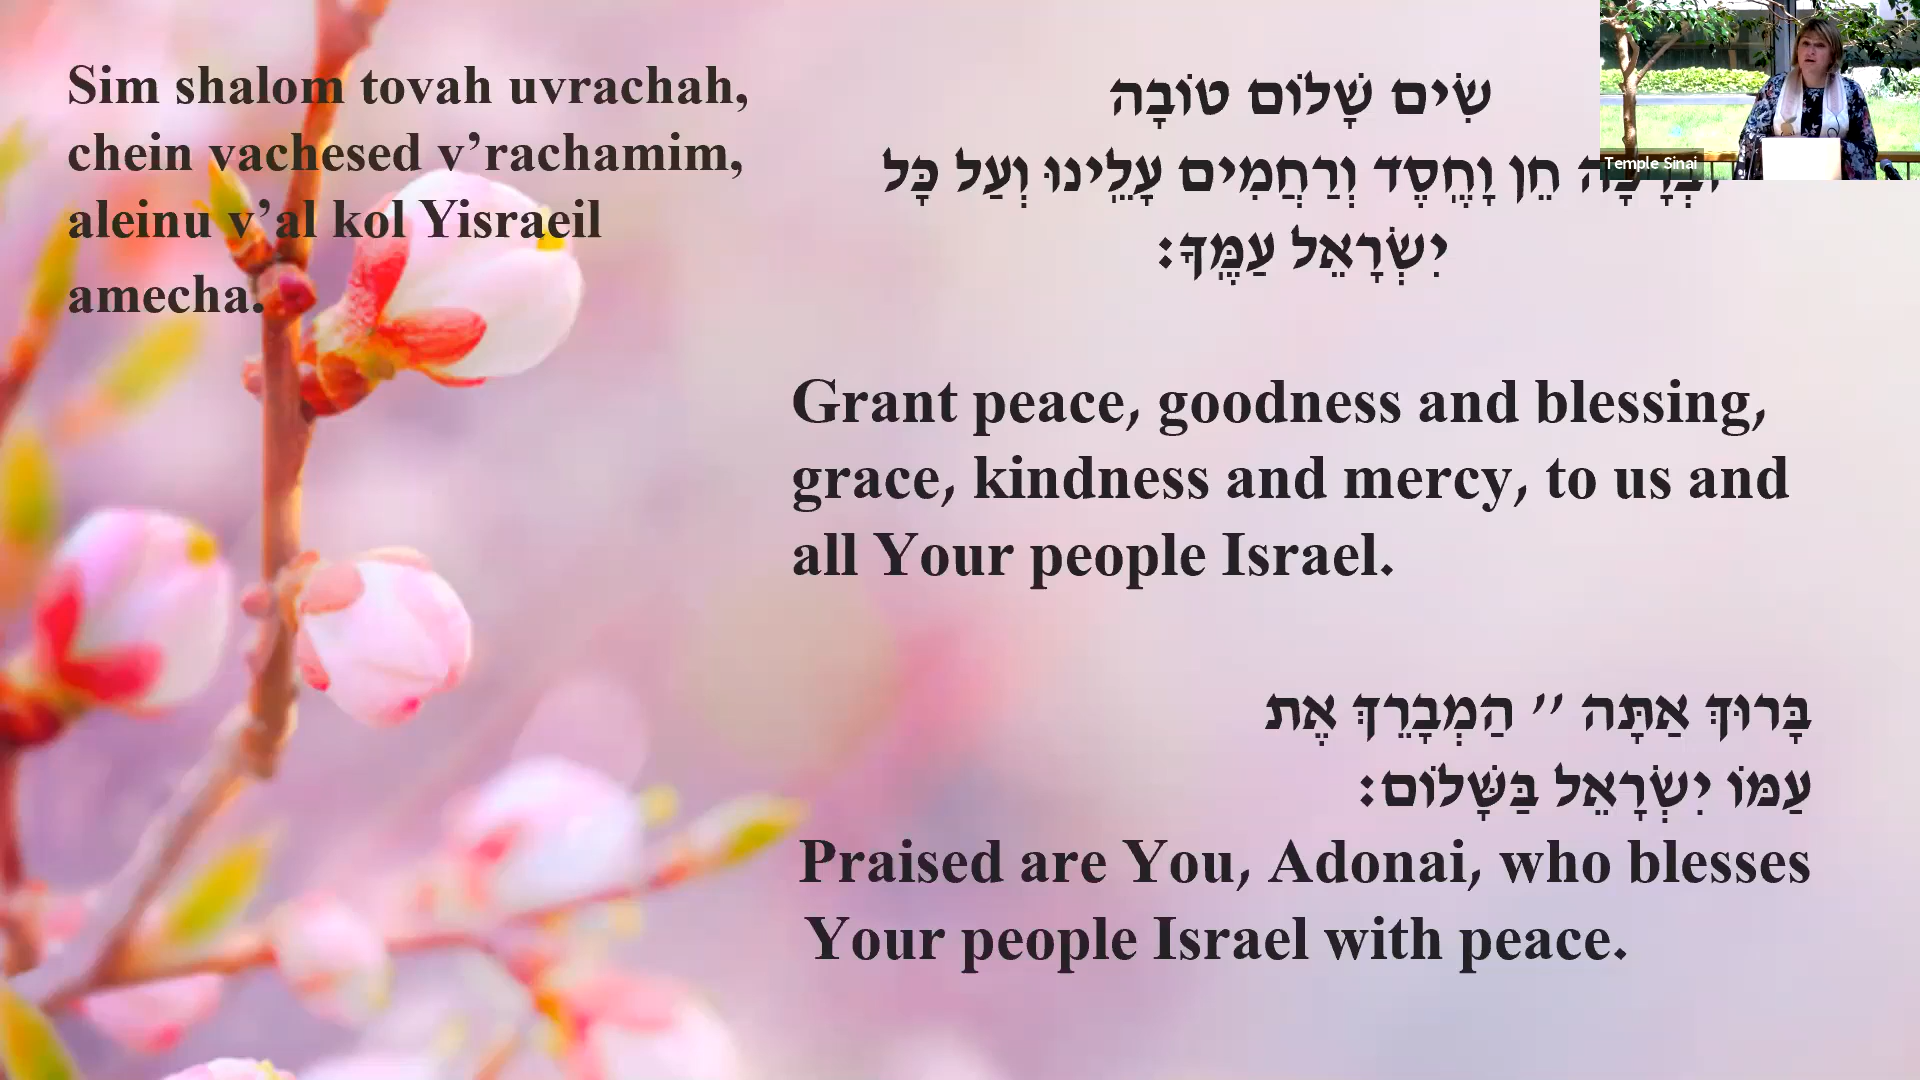 Sim shalom tovah uvrachah,
chein vachesed v’rachamim,
aleinu v’al kol Yisraeil
amecha.
שִׂים שָׁלוֹם טוֹבָה
חֵן וָחֶֽסֶד וְרַחֲמִים עָלֵֽינוּ וְעַל כָּל
יִשְׂרָאֵל עַמֶּֽךָ׃
Temple Sinai
Grant peace, goodness and blessing,
grace, kindness and mercy, to us and
all Your people Israel.
בָּרוּךְ אַתָּה ׳׳ הַמְבָרֵךְ אֶת
עַמּוֹ יִשְׂרָאֵל בַּשָּׁלוֹם׃
Praised are You, Adonai, who blesses
Your people Israel with peace.